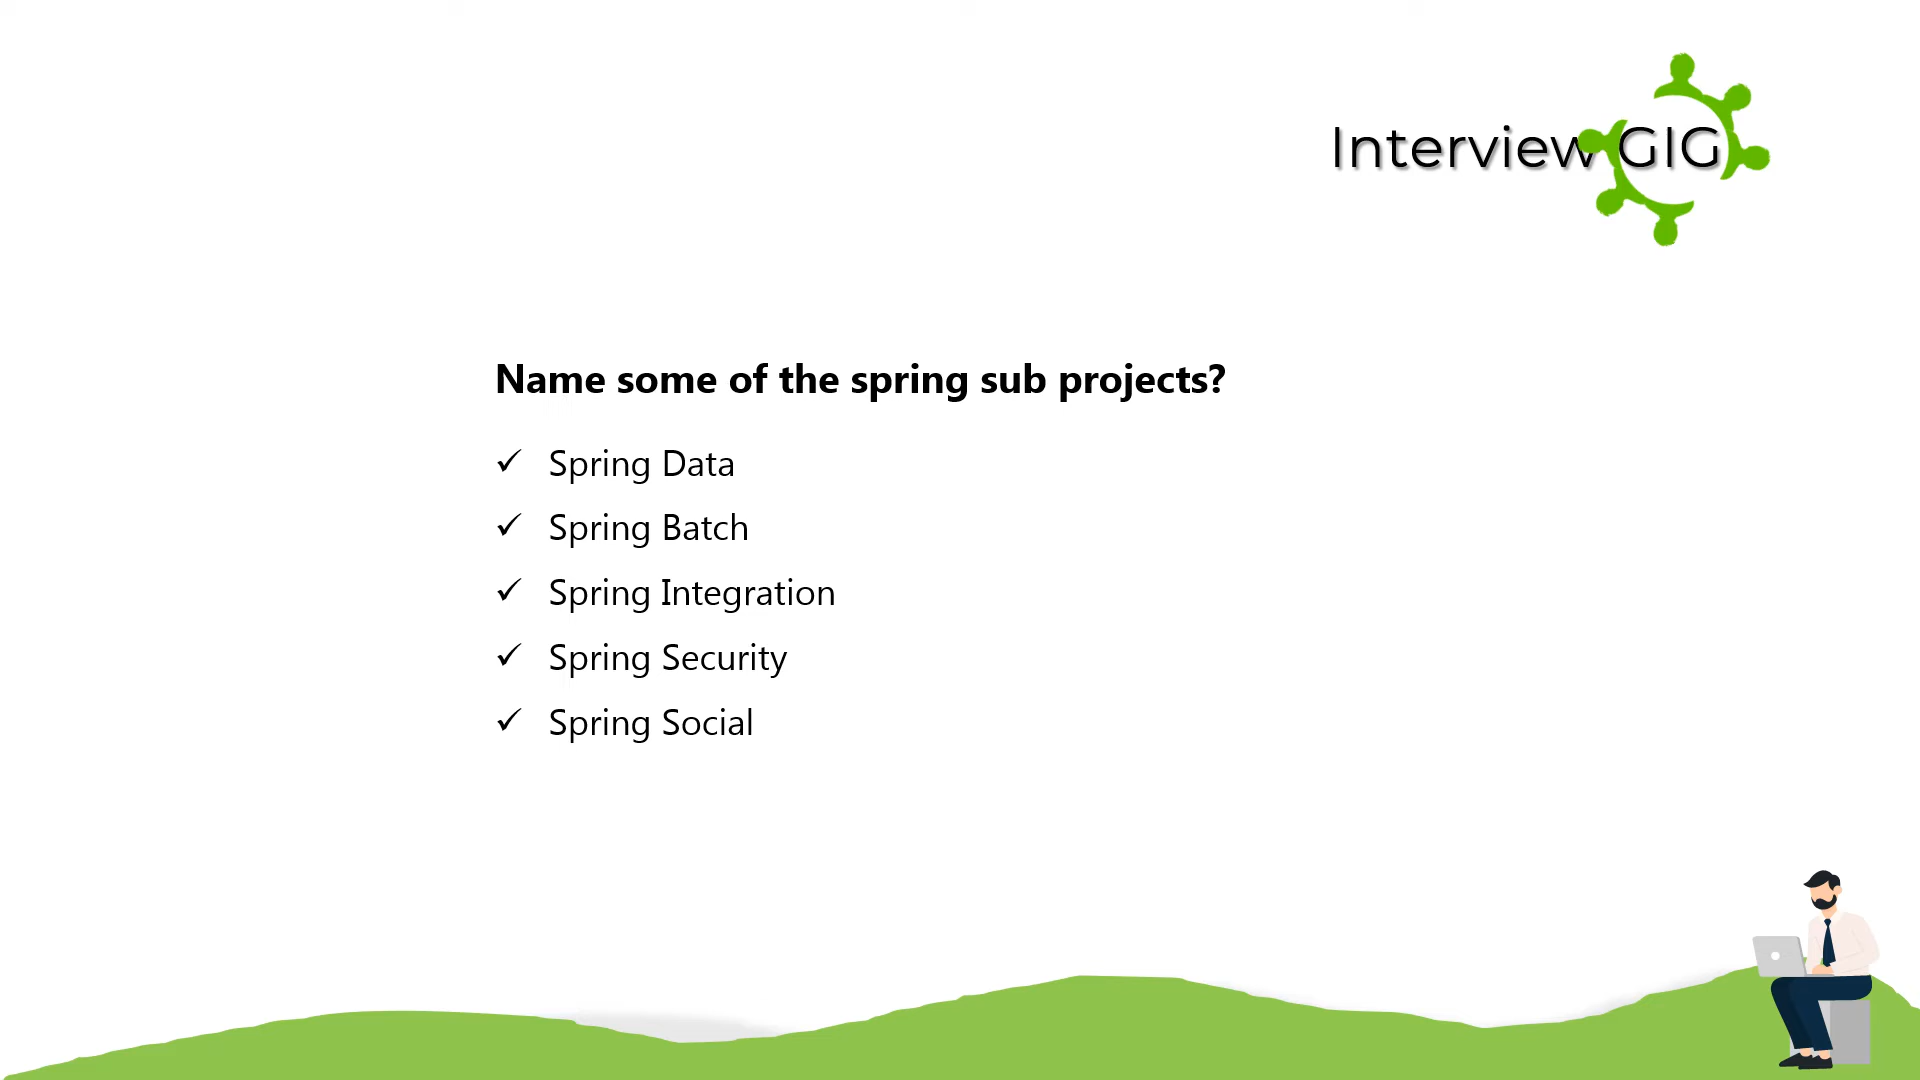 Interview GIG
Name some of the spring sub projects?
✓ Spring Data
✓ Spring Batch
✓ Spring Integration
✓ Spring Security
✓ Spring Social